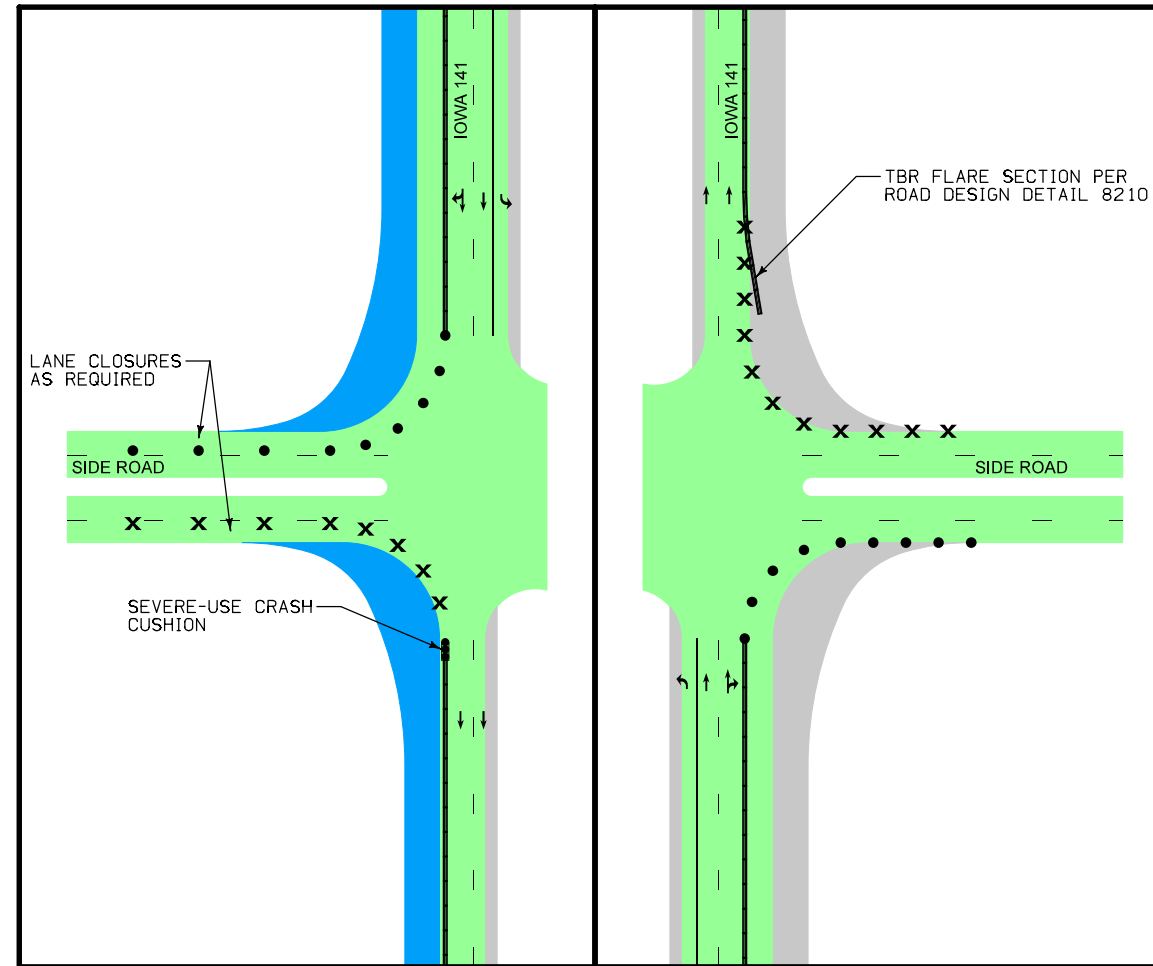 IOWA 141
LANE CLOSURES
AS REQUIRED
SIDE ROAD
SEVERE-USE CRASH
CUSHION
IOWA 141
TBR FLARE SECTION PER
ROAD DESIGN DETAIL 8210
SIDE ROAD